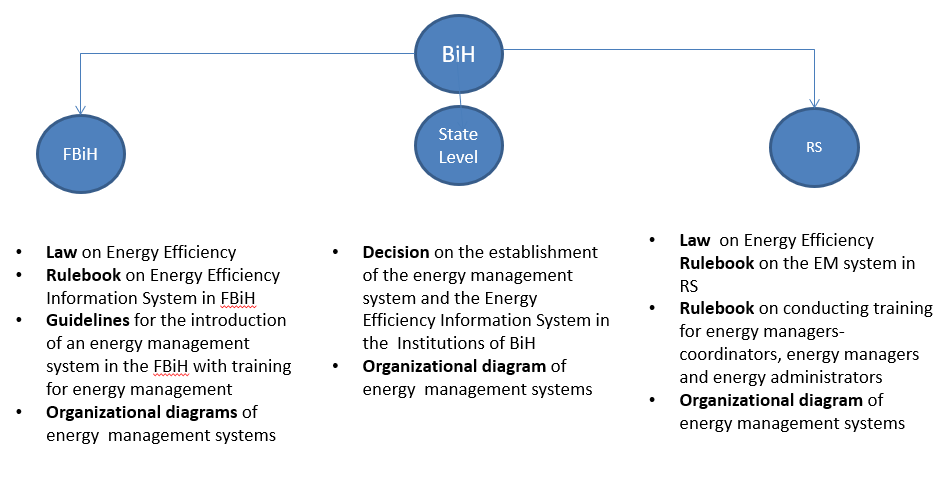 BiH
FBiH
State
Level
RS
• Law on Energy Efficiency
• Rulebook on Energy Efficiency
Information System in FBiH
• Guidelines for the introduction
of an energy management
system in the FBiH with training
for energy management
• Organizational diagrams of
energy management systems
• Decision on the establishment
of the energy management
system and the Energy
Efficiency Information System in
the Institutions of BiH
• Organizational diagram of
energy management systems
• Law on Energy Efficiency
Rulebook on the EM system in
RS
• Rulebook on conducting training
for energy managers-
coordinators, energy managers
and energy administrators
• Organizational diagram of
energy management systems